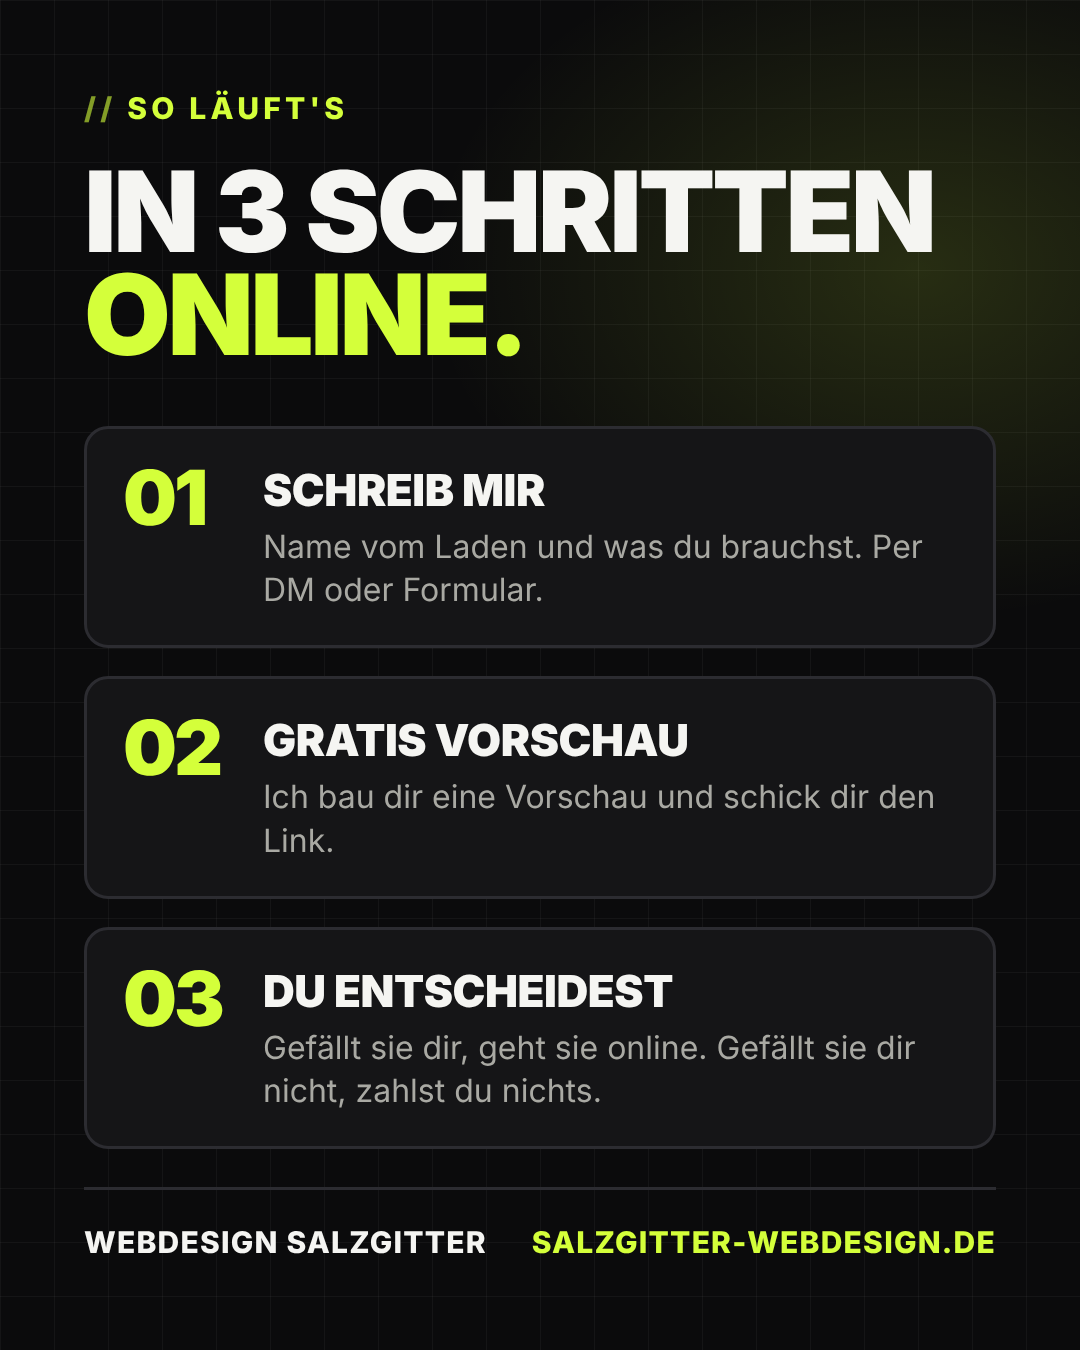 // SO LÄUFT'S
IN 3 SCHRITTEN
ONLINE.
01
SCHREIB MIR
Name vom Laden und was du brauchst. Per
DM oder Formular.
02
GRATIS VORSCHAU
Ich bau dir eine Vorschau und schick dir den
Link.
03
DU ENTSCHEIDEST
Gefällt sie dir, geht sie online. Gefällt sie dir
nicht, zahlst du nichts.
WEBDESIGN SALZGITTER
SALZGITTER-WEBDESIGN.DE